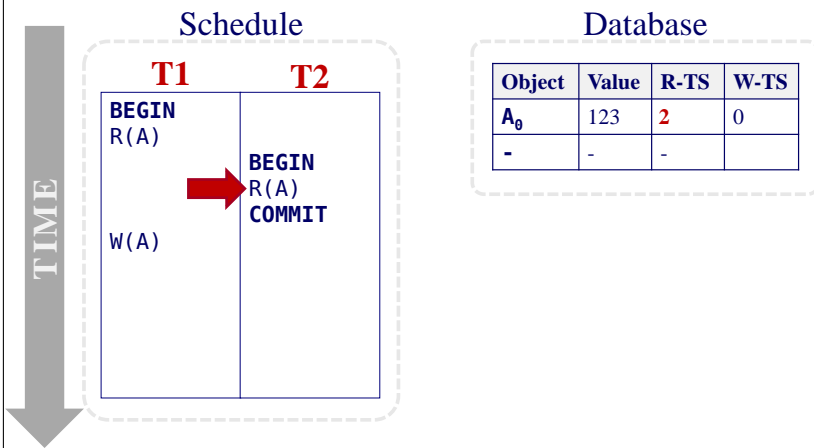 Schedule
Database
TIME
T1 T2
BEGIN
R(A)
BEGIN
R(A)
COMMIT
W(A)
Object Value R-TS W-TS
A₀ 123 2 0
- - -